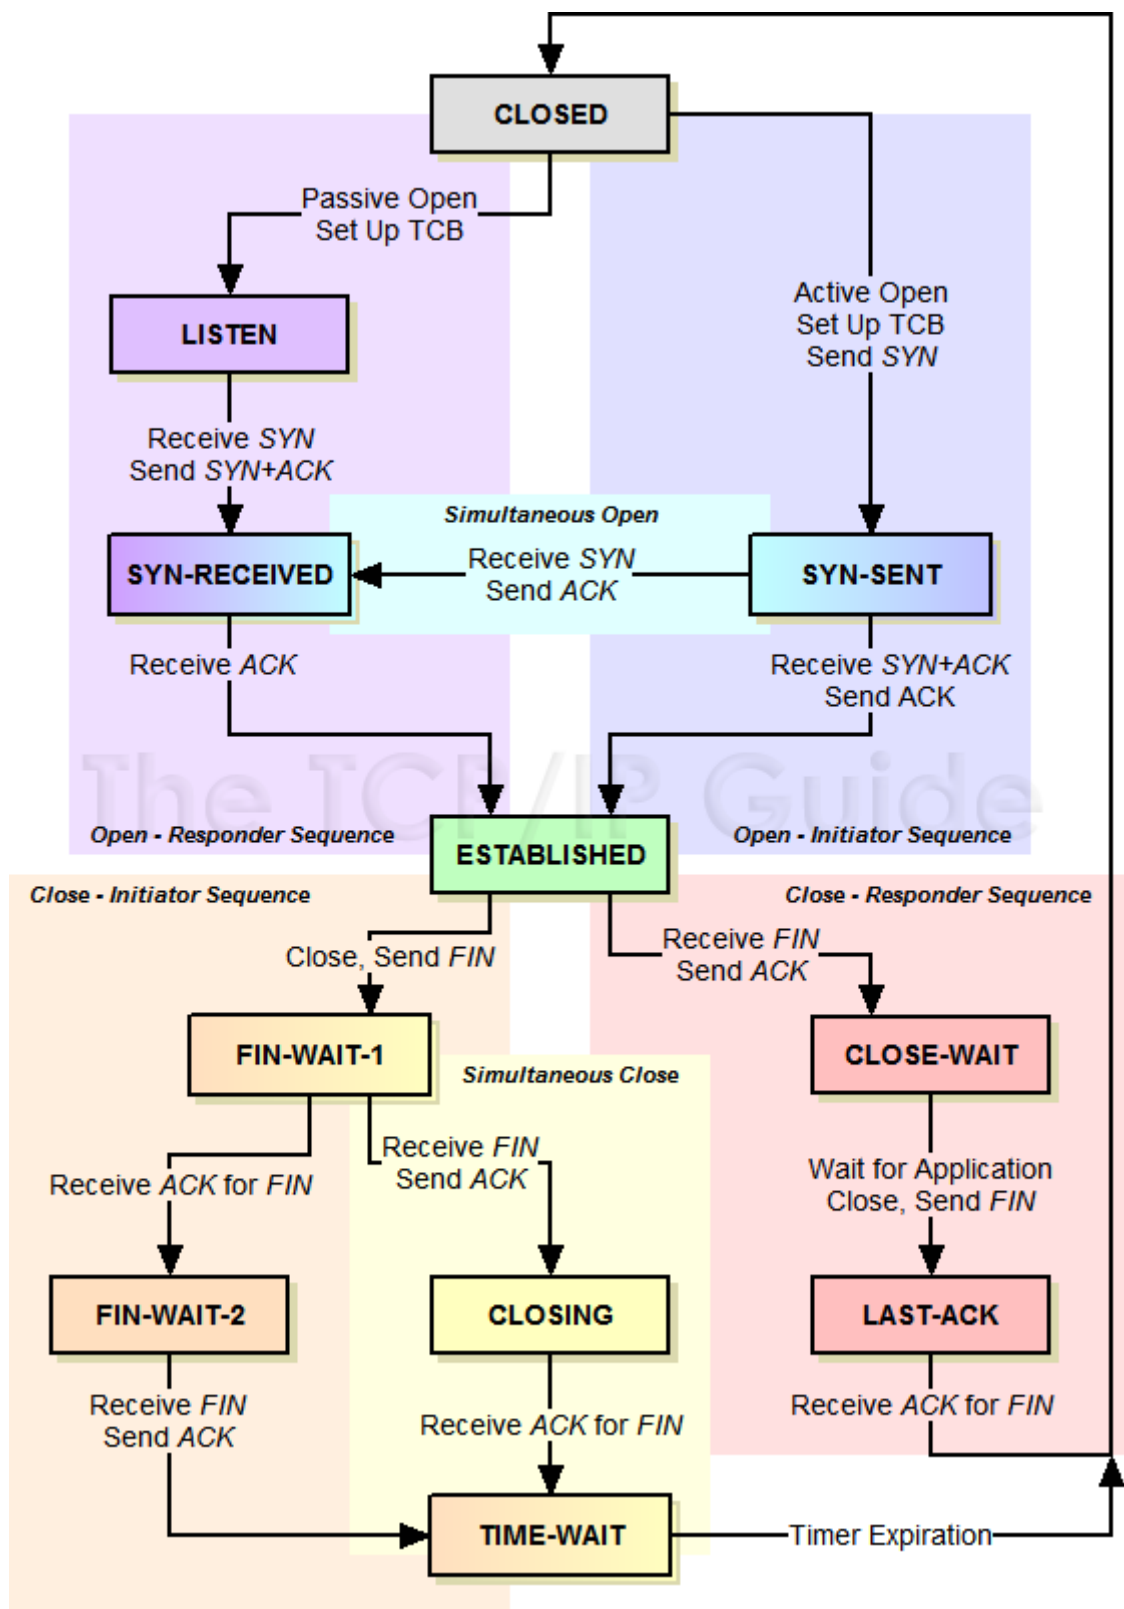 CLOSED
Passive Open
Set Up TCB
Active Open
Set Up TCB
Send SYN
LISTEN
Receive SYN
Send SYN+ACK
Simultaneous Open
SYN-RECEIVED
Receive SYN
Send ACK
SYN-SENT
Receive ACK
Receive SYN+ACK
Send ACK
The TCP/IP Guide
Open - Responder Sequence
Open - Initiator Sequence
ESTABLISHED
Close - Initiator Sequence
Close - Responder Sequence
Close, Send FIN
Receive FIN
Send ACK
FIN-WAIT-1
CLOSE-WAIT
Simultaneous Close
Receive ACK for FIN
Receive FIN
Send ACK
Wait for Application
Close, Send FIN
FIN-WAIT-2
CLOSING
LAST-ACK
Receive FIN
Send ACK
Receive ACK for FIN
Receive ACK for FIN
TIME-WAIT
Timer Expiration